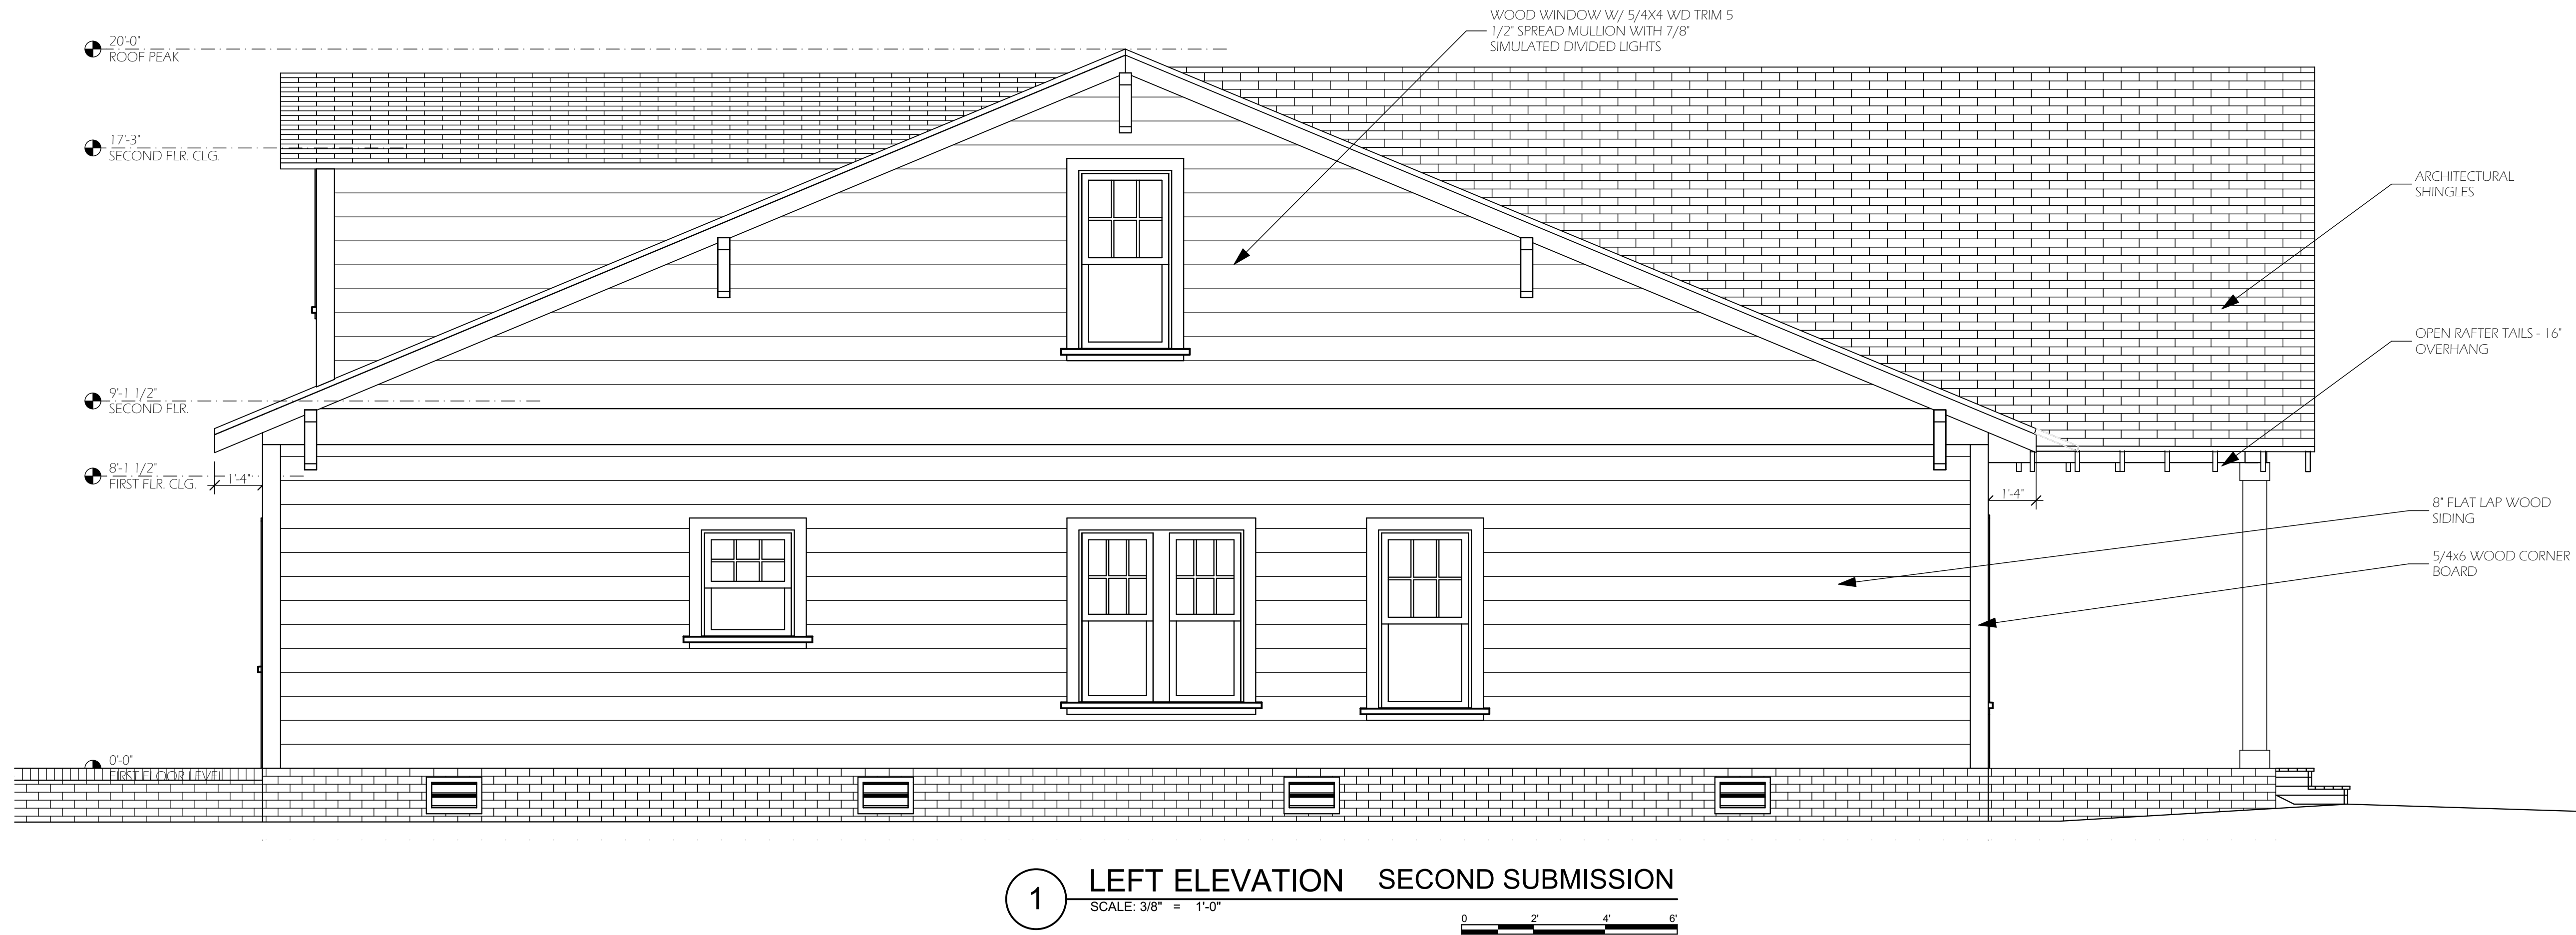 WOOD WINDOW W/ 5/4X4 WD TRIM 5
1/2" SPREAD MULLION WITH 7/8"
SIMULATED DIVIDED LIGHTS
20'-0"
ROOF PEAK
17'-3"
SECOND FLR. CLG.
ARCHITECTURAL
SHINGLES
OPEN RAFTER TAILS - 16"
OVERHANG
9'-1 1/2"
SECOND FLR.
8'-1 1/2"
FIRST FLR. CLG.
1'-4"
1'-4"
8" FLAT LAP WOOD
SIDING
5/4x6 WOOD CORNER
BOARD
0'-0"
FIRST FLOOR LEVEL
1
LEFT ELEVATION SECOND SUBMISSION
SCALE: 3/8" = 1'-0"
0 2' 4' 6'